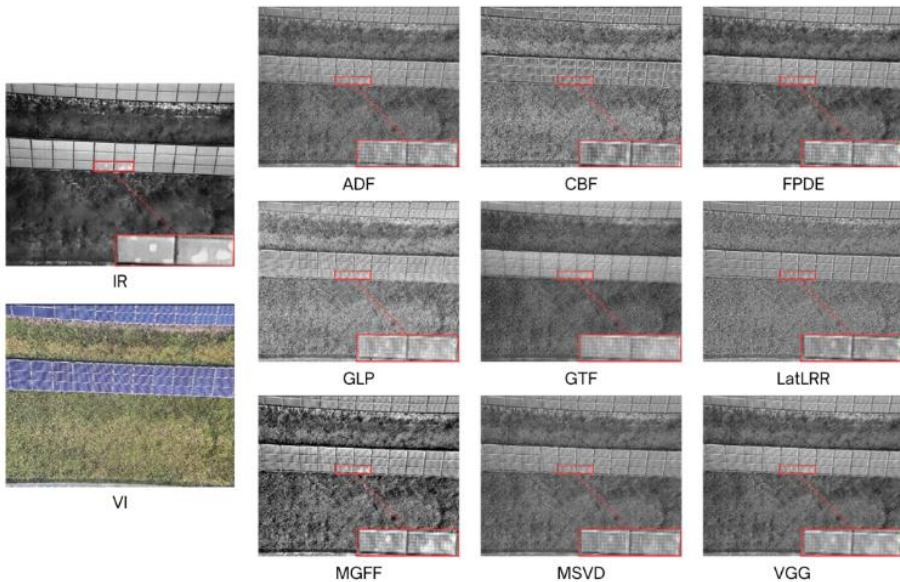 ADF
CBF
FPDE
IR
GLP
GTF
LatLRR
VI
MGFF
MSVD
VGG